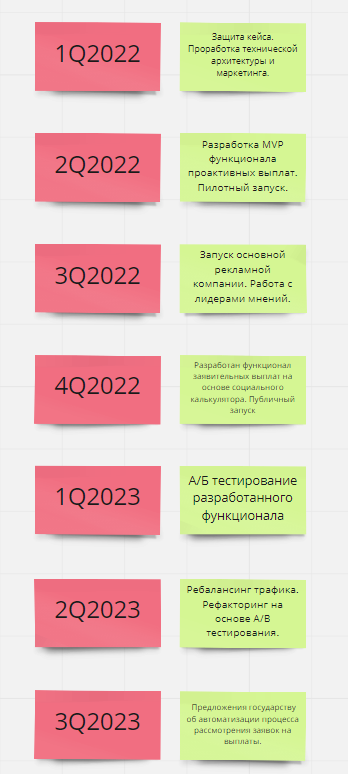 1Q2022
Защита кейса.
Проработка технической
архитектуры и
маркетинга.
2Q2022
Разработка MVP
функционала
проактивных выплат.
Пилотный запуск.
3Q2022
Запуск основной
рекламной
компании. Работа с
лидерами мнений.
4Q2022
Разработан функционал
заявительных выплат на
основе социального
калькулятора. Публичный
запуск
1Q2023
А/Б тестирование
разработанного
функционала
2Q2023
Ребалансинг трафика.
Рефакторинг на
основе А/В
тестирования.
3Q2023
Предложения государству
об автоматизации процесса
рассмотрения заявок на
выплаты.